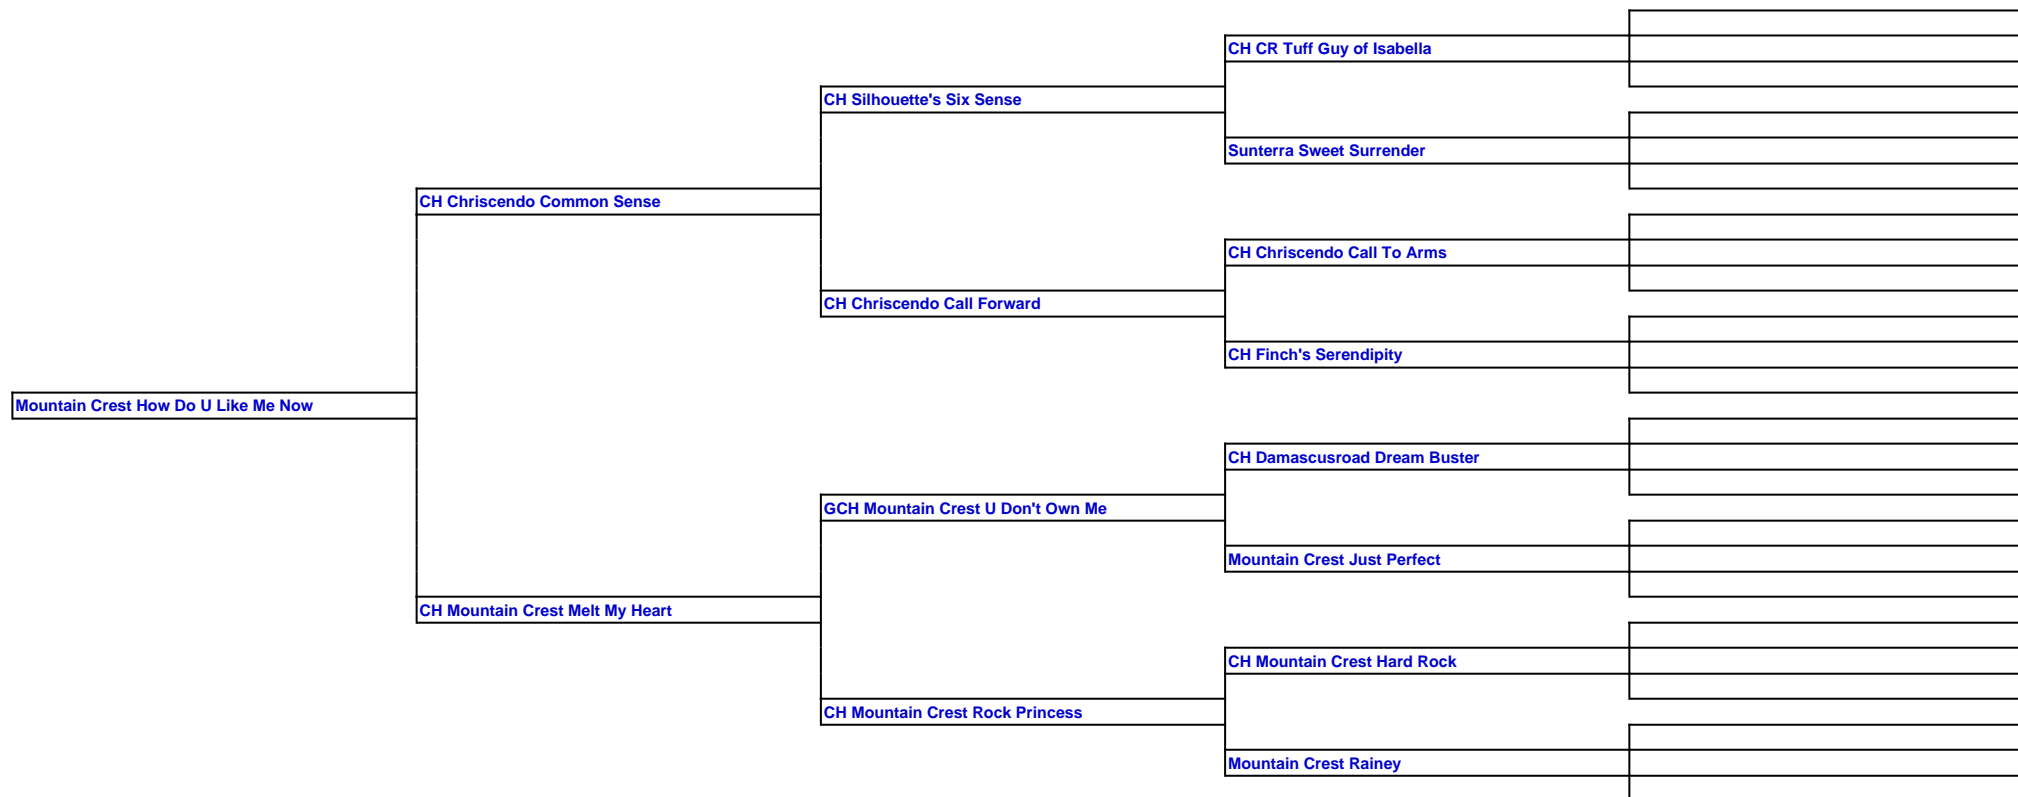 CH CR Tuff Guy of Isabella
CH Silhouette's Six Sense
Sunterra Sweet Surrender
CH Chriscendo Common Sense
CH Chriscendo Call To Arms
CH Chriscendo Call Forward
CH Finch's Serendipity
Mountain Crest How Do U Like Me Now
CH Damascusroad Dream Buster
GCH Mountain Crest U Don't Own Me
Mountain Crest Just Perfect
CH Mountain Crest Melt My Heart
CH Mountain Crest Hard Rock
CH Mountain Crest Rock Princess
Mountain Crest Rainey